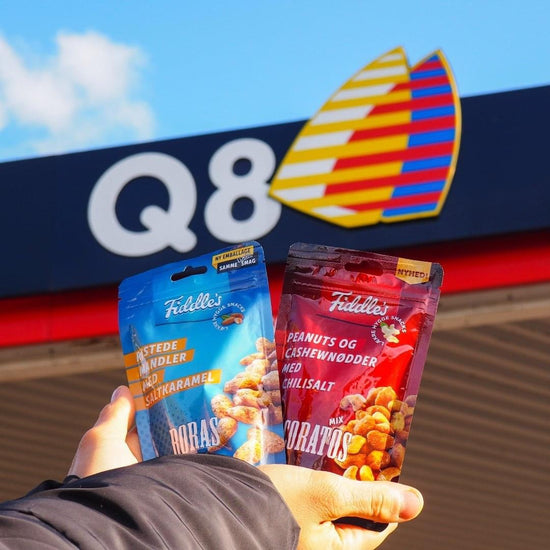 Q8
NY EMBALLAGE
SAMME SMAG
Fiddle's
RISTEDE
MANDLER
MED
SALTKARAMEL
BORAS
NYHED!
Fiddle's
PEANUTS OG
CASHEWNØDDER
MED
CHILISALT
MIX
CORATOS